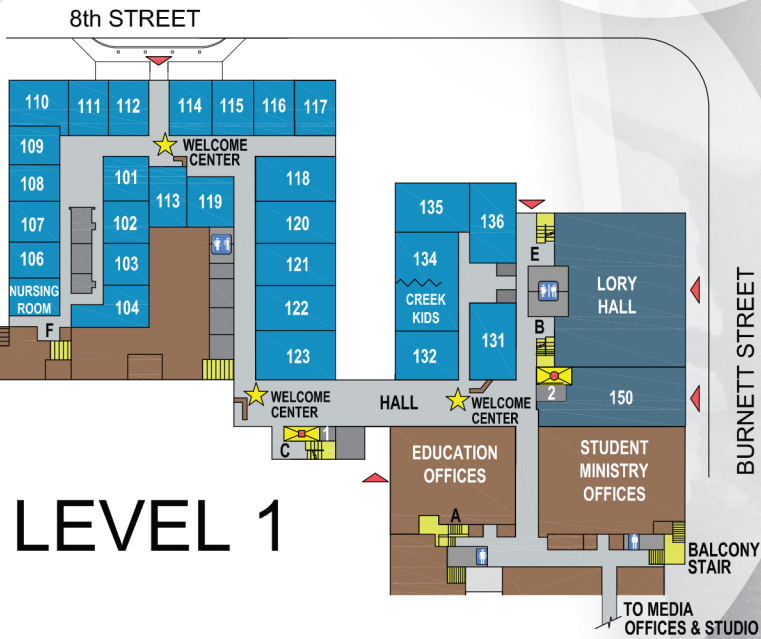 8th STREET
110
111
112
114
115
116
117
109
WELCOME
CENTER
108
101
113
119
118
135
136
107
102
120
E
106
103
121
134
LORY
HALL
NURSING
ROOM
104
122
CREEK
KIDS
131
B
F
123
132
BURNETT STREET
2
150
WELCOME
CENTER
HALL
WELCOME
CENTER
1
C
EDUCATION
OFFICES
STUDENT
MINISTRY
OFFICES
LEVEL 1
A
BALCONY
STAIR
TO MEDIA
OFFICES & STUDIO